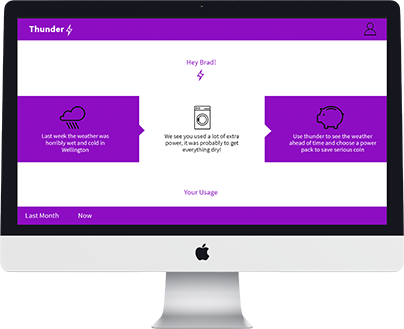 Thunder
Hey Brad!
Last week the weather was
horribly wet and cold in
Wellington
We see you used a lot of extra
power, it was probably to get
everything dry!
Use thunder to see the weather
ahead of time and choose a power
pack to save serious coin
Your Usage
Last Month Now